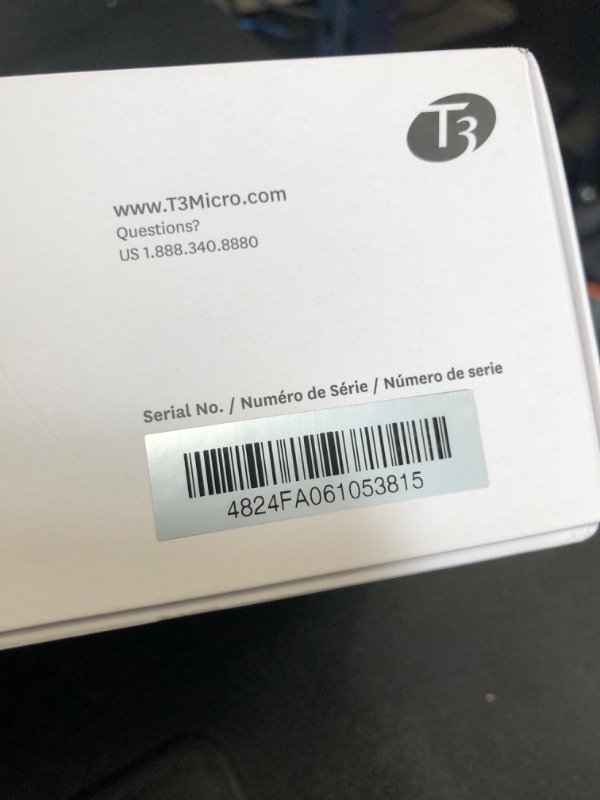 T3
www.T3Micro.com
Questions?
US 1.888.340.8880
Serial No. / Numéro de Série / Número de serie
4824FA061053815